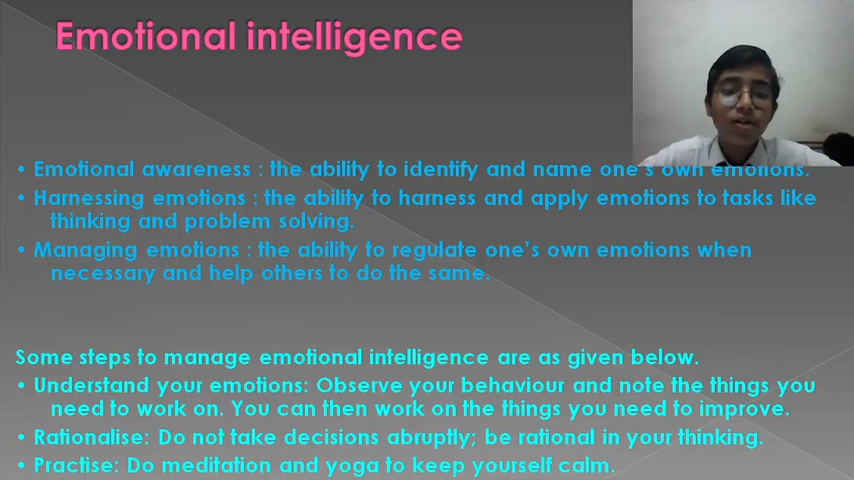 Emotional intelligence
• Emotional awareness : the ability to identify and name one's own emotions.
• Harnessing emotions : the ability to harness and apply emotions to tasks like
thinking and problem solving.
• Managing emotions : the ability to regulate one's own emotions when
necessary and help others to do the same.
Some steps to manage emotional intelligence are as given below.
• Understand your emotions: Observe your behaviour and note the things you
need to work on. You can then work on the things you need to improve.
• Rationalise: Do not take decisions abruptly; be rational in your thinking.
• Practise: Do meditation and yoga to keep yourself calm.